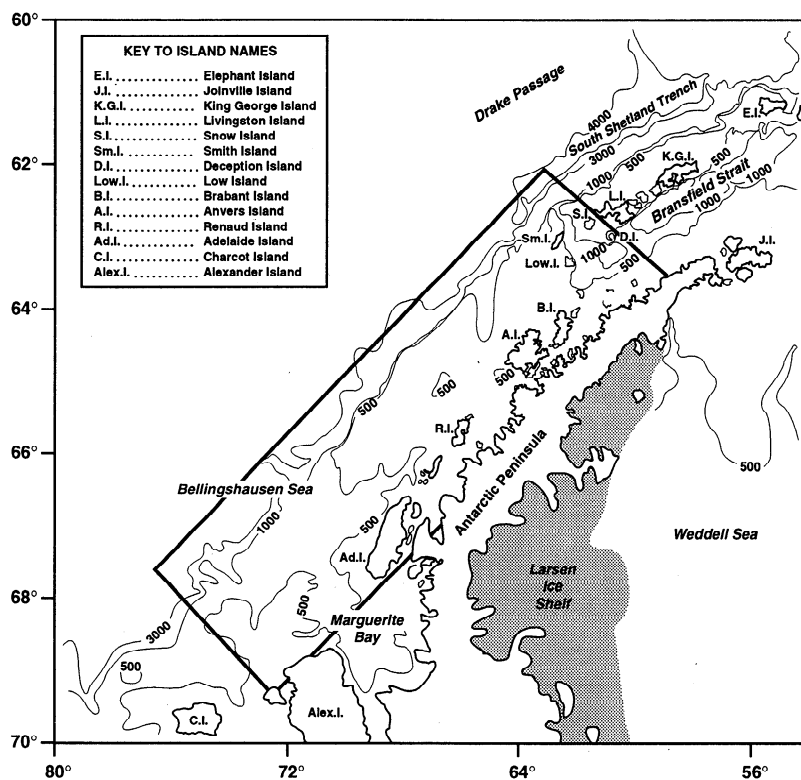 60°
62°
64°
66°
68°
70°
80°
72°
64°
56°
KEY TO ISLAND NAMES
E.I. .............. Elephant Island
J.I. .............. Joinville Island
K.G.I. .............. King George Island
L.I. .............. Livingston Island
S.I. .............. Snow Island
Sm.I. .............. Smith Island
D.I. .............. Deception Island
Low.I. .............. Low Island
B.I. .............. Brabant Island
A.I. .............. Anvers Island
R.I. .............. Renaud Island
Ad.I. .............. Adelaide Island
C.I. .............. Charcot Island
Alex.I. .............. Alexander Island
Drake Passage
4000
South Shetland Trench
3000
E.I.
500
1000
K.G.I.
500
1000
L.I.
Bransfield Strait
1000
S.I.
Sm.I.
D.I.
1000
J.I.
Low.I.
500
B.I.
A.I.
500
500
500
R.I.
Antarctic Peninsula
500
Bellingshausen Sea
1000
500
Weddell Sea
Ad.I.
Larsen
Ice
Shelf
500
Marguerite
Bay
3000
500
C.I.
Alex.I.